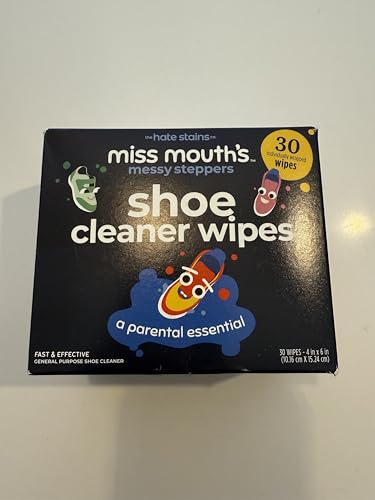 the hate stains co.
miss mouth's™
messy steppers
30
individually wrapped
wipes
shoe
cleaner wipes
a parental essential
FAST & EFFECTIVE
GENERAL PURPOSE SHOE CLEANER
30 WIPES - 4 in x 6 in
(10.16 cm X 15.24 cm)